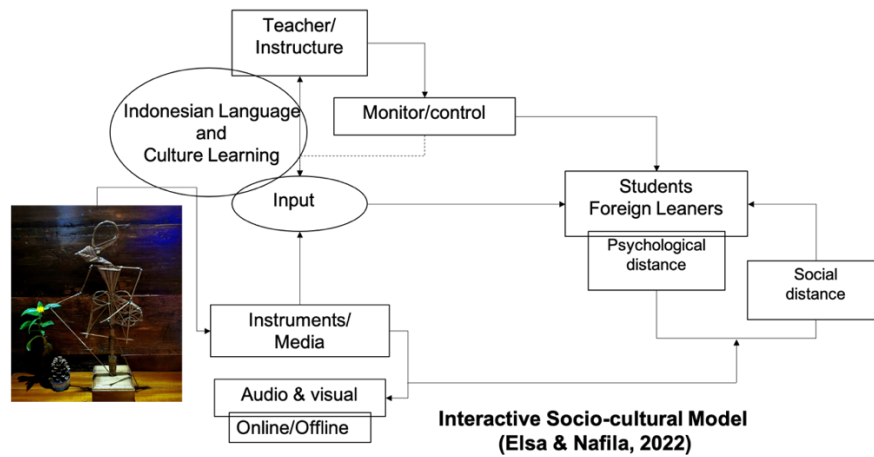 Teacher/
Instructure
Indonesian Language
and
Culture Learning
Monitor/control
Input
Students
Foreign Leaners
Psychological
distance
Social
distance
Instruments/
Media
Audio & visual
Online/Offline
Interactive Socio-cultural Model
(Elsa & Nafila, 2022)